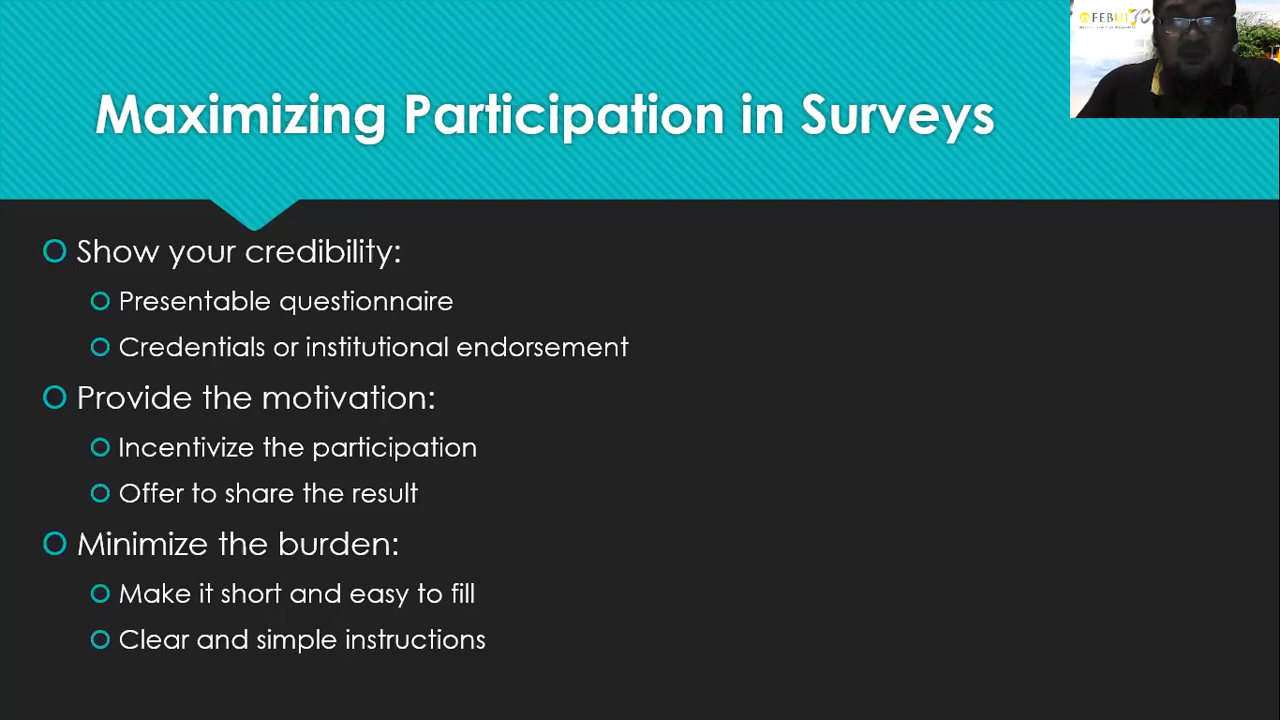 FEBUI 70
Maximizing Participation in Surveys
Show your credibility:
Presentable questionnaire
Credentials or institutional endorsement
Provide the motivation:
Incentivize the participation
Offer to share the result
Minimize the burden:
Make it short and easy to fill
Clear and simple instructions